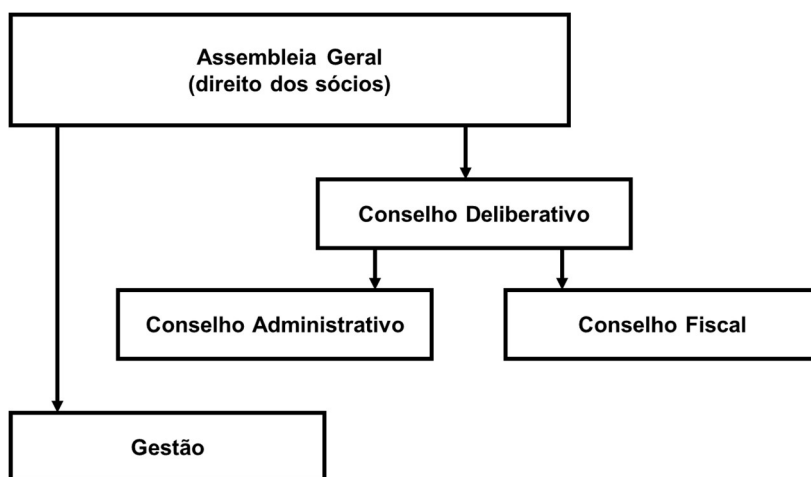 Assembleia Geral
(direito dos sócios)
Conselho Deliberativo
Conselho Administrativo
Conselho Fiscal
Gestão